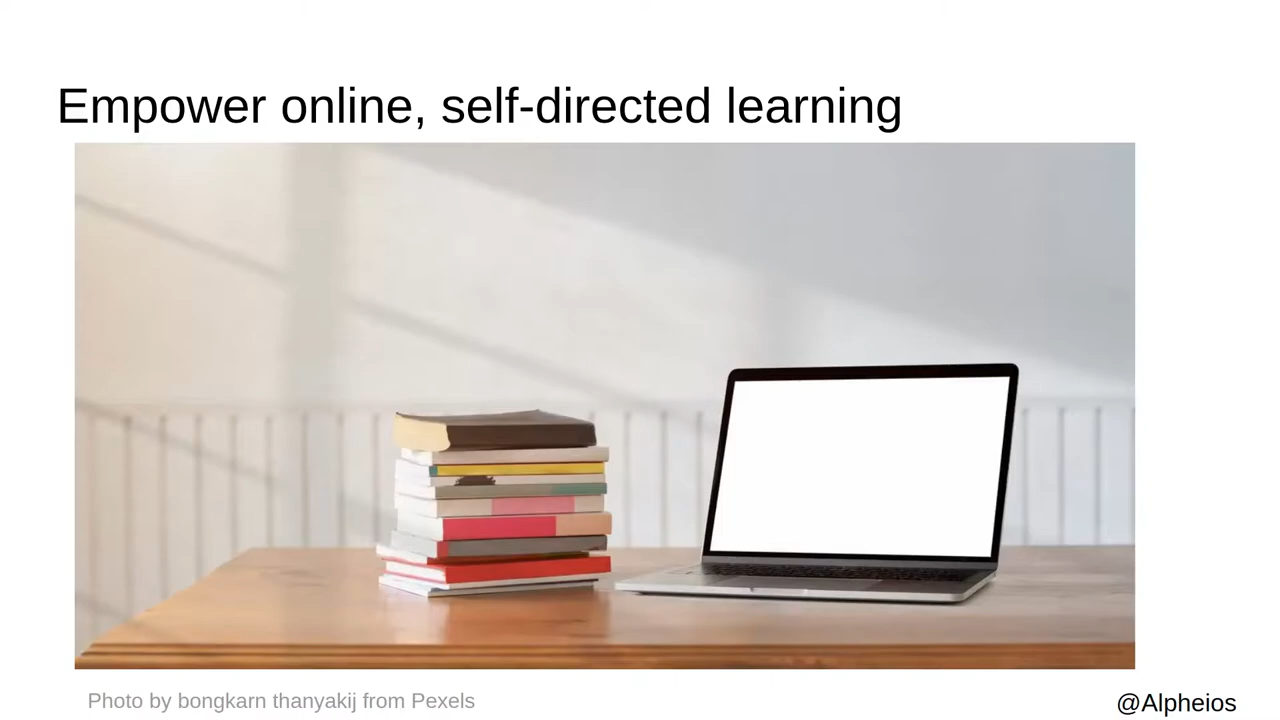 Empower online, self-directed learning
Photo by bongkarn thanyakij from Pexels
@Alpheios